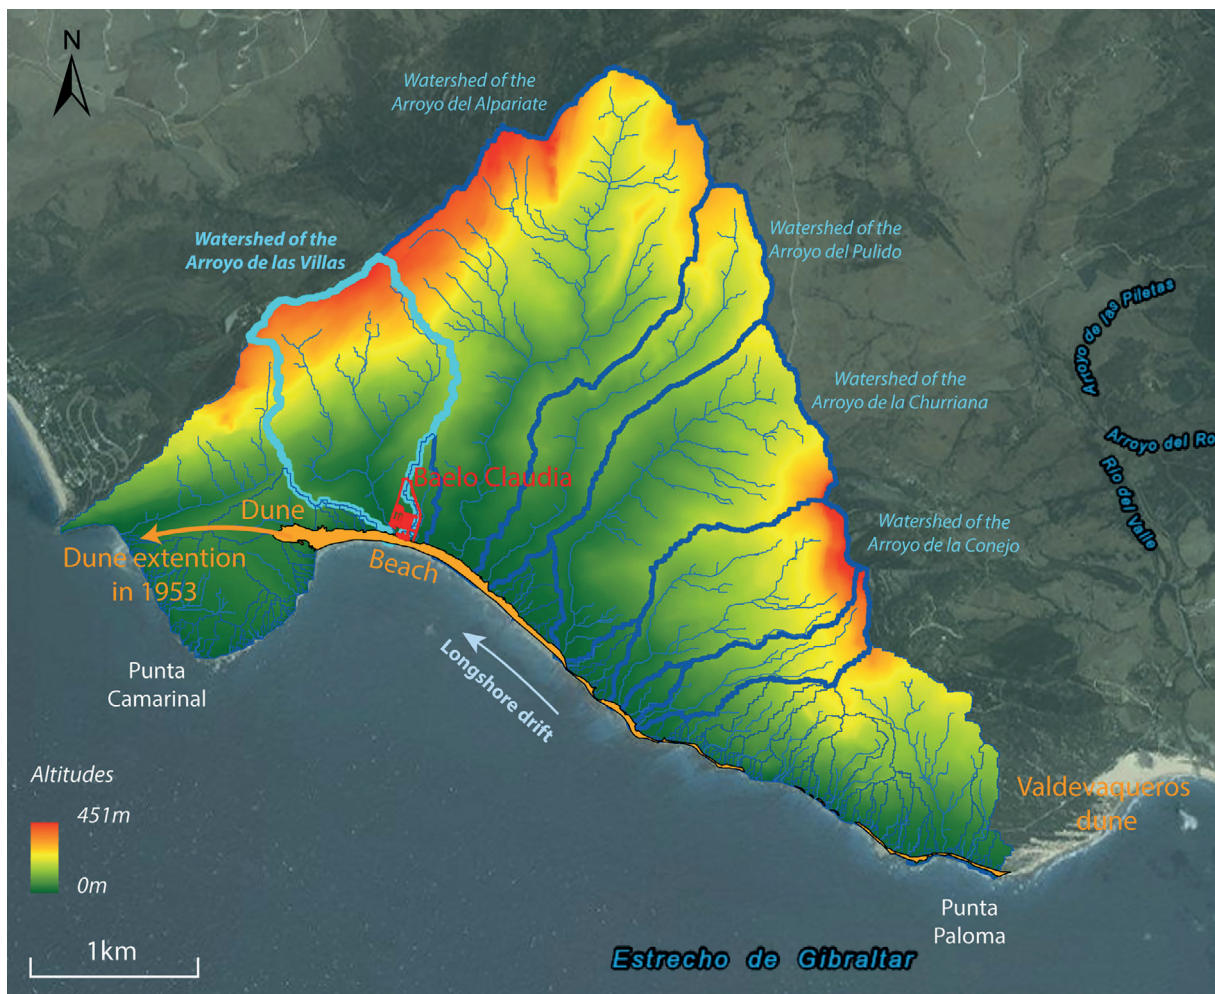 N
Watershed of the
Arroyo del Alpariate
Watershed of the
Arroyo de las Villas
Watershed of the
Arroyo del Pulido
Arroyo de las Piletas
Watershed of the
Arroyo de la Churriana
Arroyo del Ro
Rio del Valle
Baelo Claudia
Dune
Watershed of the
Arroyo de la Conejo
Dune extention
in 1953
Beach
Longshore drift
Punta
Camarinal
Altitudes
451m
0m
Valdevaqueros
dune
Punta
Paloma
1km
Estrecho de Gibraltar